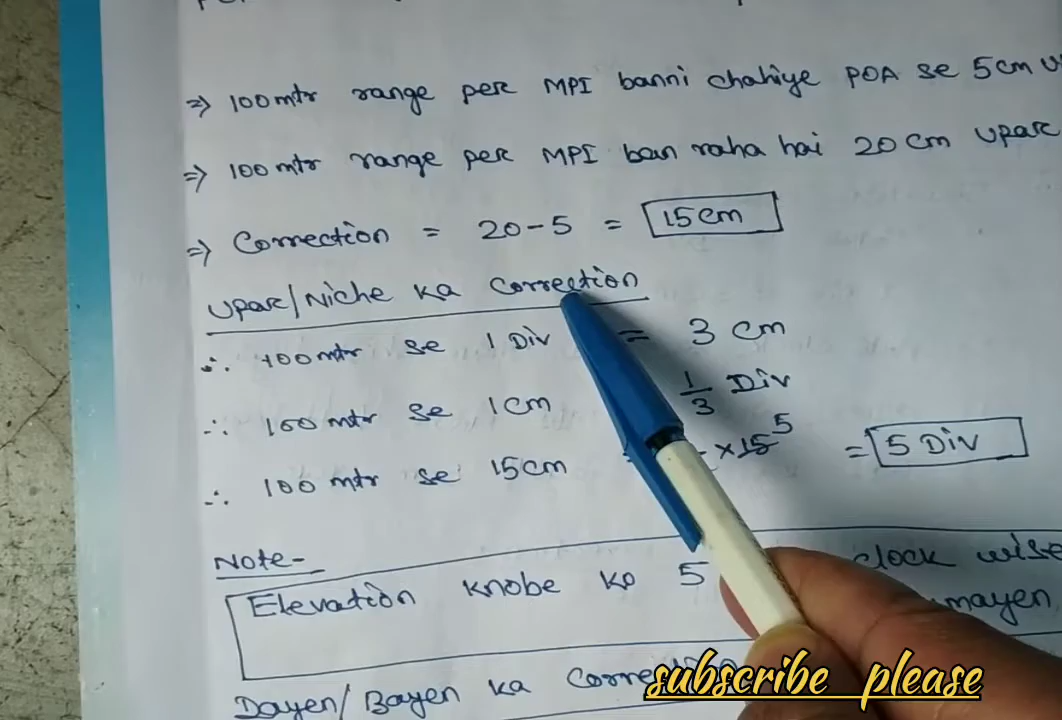 ⇒ 100 mtr range per MPI banni chahiye POA se 5cm
⇒ 100 mtr range per MPI ban raha hai 20 cm upar
⇒ Correction = 20-5 = 15cm
Upar/Niche ka Correction
∴ 100 mtr se 1 Div = 3 cm
∴ 100 mtr se 1cm 1/3 Div
∴ 100 mtr se 15cm ×15 5 = 5 Div
Note-
Elevation Knobe ko 5 clock wise
mayen
Dayen/Bayen ka
subscribe please